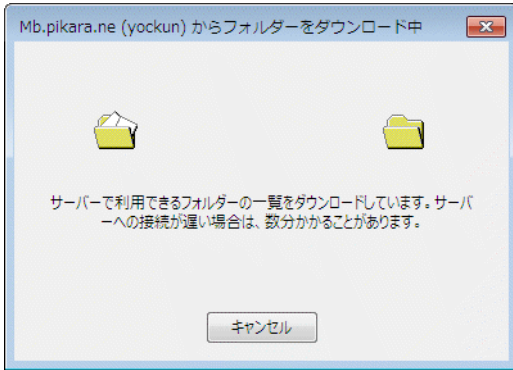 Mb.pikara.ne (yockun) からフォルダーをダウンロード中
サーバーで利用できるフォルダーの一覧をダウンロードしています。サーバ
ーへの接続が遅い場合は、数分かかることがあります。
キャンセル